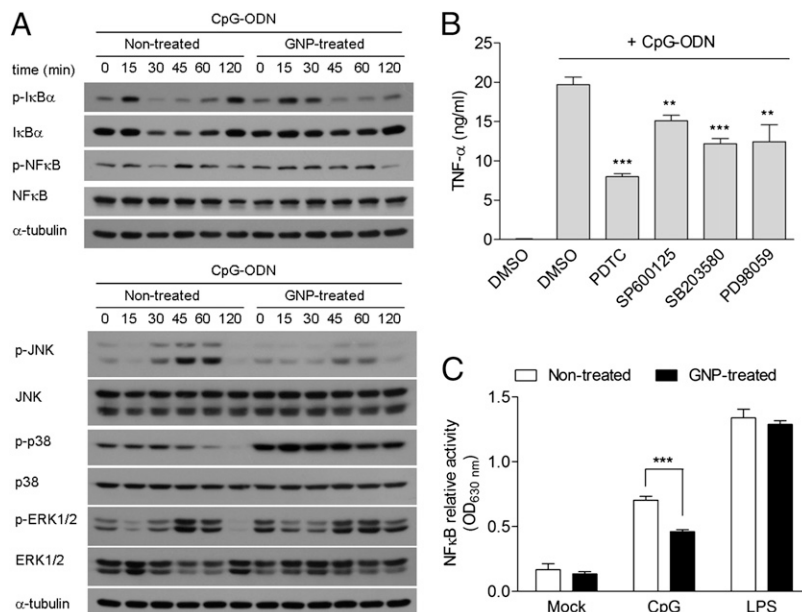 A
CpG-ODN
Non-treated GNP-treated
time (min) 0 15 30 45 60 120 0 15 30 45 60 120
p-IκBα
IκBα
p-NFκB
NFκB
α-tubulin
CpG-ODN
Non-treated GNP-treated
0 15 30 45 60 120 0 15 30 45 60 120
p-JNK
JNK
p-p38
p38
p-ERK1/2
ERK1/2
α-tubulin
B
+ CpG-ODN
TNF-α (ng/ml)
25
20
15
10
5
0
*** ** *** **
DMSO DMSO PDTC SP600125 SB203580 PD98059
C
Non-treated GNP-treated
NFκB relative activity
(OD630 nm)
1.5
1.0
0.5
0.0
***
Mock CpG LPS